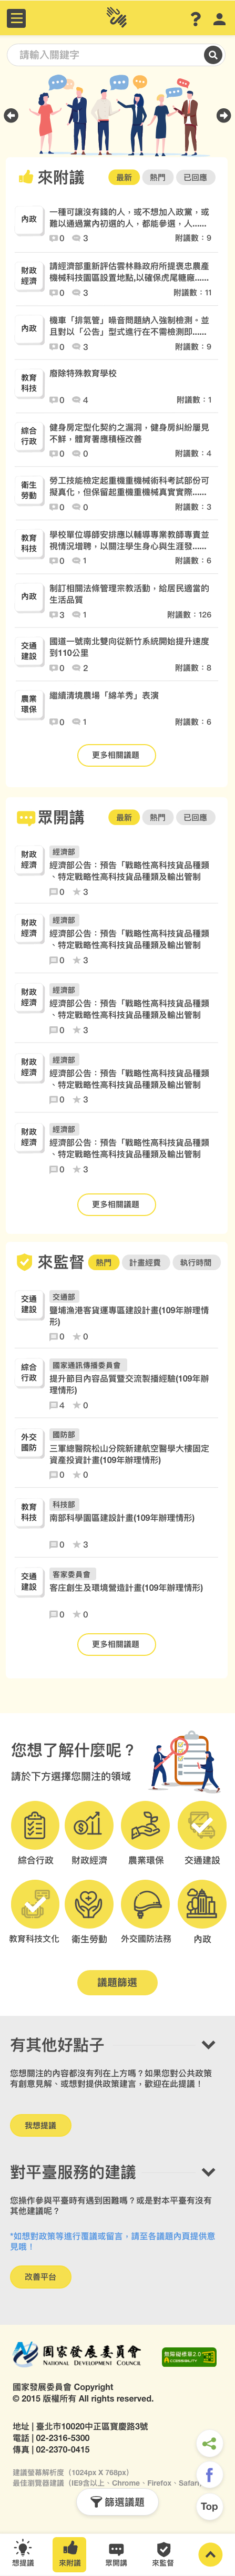 請輸入關鍵字
來附議
最新 熱門 已回應
內政
一種可讓沒有錢的人，或不想加入政黨，或
難以通過黨內初選的人，都能參選，人......
0 3 附議數：9
財政
經濟
請經濟部重新評估雲林縣政府所提褒忠農產
機械科技園區設置地點,以確保虎尾糖廠......
0 3 附議數：11
內政
機車「排氣管」噪音問題納入強制檢測。並
且對以「公告」型式進行在不需檢測即......
0 3 附議數：9
教育
科技
廢除特殊教育學校
0 4 附議數：1
綜合
行政
健身房定型化契約之漏洞，健身房糾紛屢見
不鮮，體育署應積極改善
0 0 附議數：4
衛生
勞動
勞工技能檢定起重機重機械術科考試部份可
擬真化，但保留起重機重機械真實實際......
0 0 附議數：3
教育
科技
學校單位導師安排應以輔導專業教師專責並
視情況增聘，以關注學生身心與生涯發......
0 1 附議數：6
內政
制訂相關法條管理宗教活動，給居民適當的
生活品質
3 1 附議數：126
交通
建設
國道一號南北雙向從新竹系統開始提升速度
到110公里
0 2 附議數：8
農業
環保
繼續清境農場「綿羊秀」表演
0 1 附議數：6
更多相關議題
眾開講
最新 熱門 已回應
財政
經濟
經濟部
經濟部公告：預告「戰略性高科技貨品種類
、特定戰略性高科技貨品種類及輸出管制
0 3
財政
經濟
經濟部
經濟部公告：預告「戰略性高科技貨品種類
、特定戰略性高科技貨品種類及輸出管制
0 3
財政
經濟
經濟部
經濟部公告：預告「戰略性高科技貨品種類
、特定戰略性高科技貨品種類及輸出管制
0 3
財政
經濟
經濟部
經濟部公告：預告「戰略性高科技貨品種類
、特定戰略性高科技貨品種類及輸出管制
0 3
財政
經濟
經濟部
經濟部公告：預告「戰略性高科技貨品種類
、特定戰略性高科技貨品種類及輸出管制
0 3
更多相關議題
來監督
熱門 計畫經費 執行時間
交通
建設
交通部
鹽埔漁港客貨運專區建設計畫(109年辦理情
形)
0 0
綜合
行政
國家通訊傳播委員會
提升節目內容品質暨交流製播經驗(109年辦
理情形)
4 0
外交
國防
國防部
三軍總醫院松山分院新建航空醫學大樓固定
資產投資計畫(109年辦理情形)
0 0
教育
科技
科技部
南部科學園區建設計畫(109年辦理情形)
0 3
交通
建設
客家委員會
客庄創生及環境營造計畫(109年辦理情形)
0 0
更多相關議題
您想了解什麼呢？
請於下方選擇您關注的領域
綜合行政 財政經濟 農業環保 交通建設
教育科技文化 衛生勞動 外交國防法務 內政
議題篩選
有其他好點子
您想關注的內容都沒有列在上方嗎？如果您對公共政策
有創意見解、或想對提供政策建言，歡迎在此提議！
我想提議
對平臺服務的建議
您操作參與平臺時有遇到困難嗎？或是對本平臺有沒有
其他建議呢？
*如想對政策等進行覆議或留言，請至各議題內頁提供意
見哦！
改善平台
國家發展委員會
NATIONAL DEVELOPMENT COUNCIL
無障礙標章2.0
ACCESSIBILITY
國家發展委員會 Copyright
© 2015 版權所有 All rights reserved.
地址 | 臺北市10020中正區寶慶路3號
電話 | 02-2316-5300
傳真 | 02-2370-0415
建議螢幕解析度（1024px X 768px）
最佳瀏覽器建議（IE9含以上、Chrome、Firefox、Safari
Top
篩選議題
想提議 來附議 眾開講 來監督